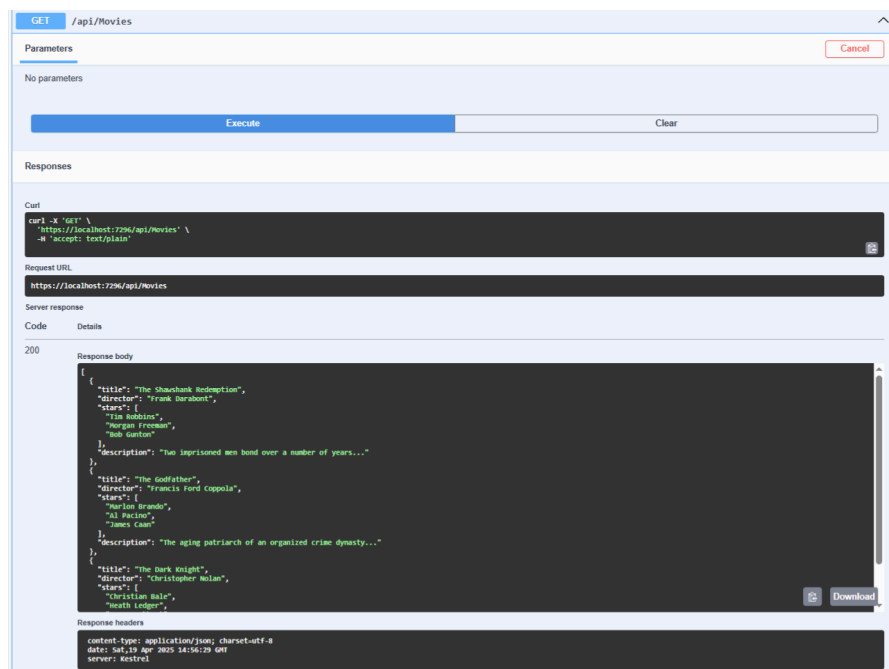 GET /api/Movies
Parameters
Cancel
No parameters
Execute
Clear
Responses
Curl
curl -X 'GET' \
'https://localhost:7296/api/Movies' \
-H 'accept: text/plain'
Request URL
https://localhost:7296/api/Movies
Server response
Code Details
200
Response body
[
{
"title": "The Shawshank Redemption",
"director": "Frank Darabont",
"stars": [
"Tim Robbins",
"Morgan Freeman",
"Bob Gunton"
],
"description": "Two imprisoned men bond over a number of years..."
},
{
"title": "The Godfather",
"director": "Francis Ford Coppola",
"stars": [
"Marlon Brando",
"Al Pacino",
"James Caan"
],
"description": "The aging patriarch of an organized crime dynasty..."
},
{
"title": "The Dark Knight",
"director": "Christopher Nolan",
"stars": [
"Christian Bale",
"Heath Ledger",
Download
Response headers
content-type: application/json; charset=utf-8
date: Sat,19 Apr 2025 14:56:29 GMT
server: Kestrel